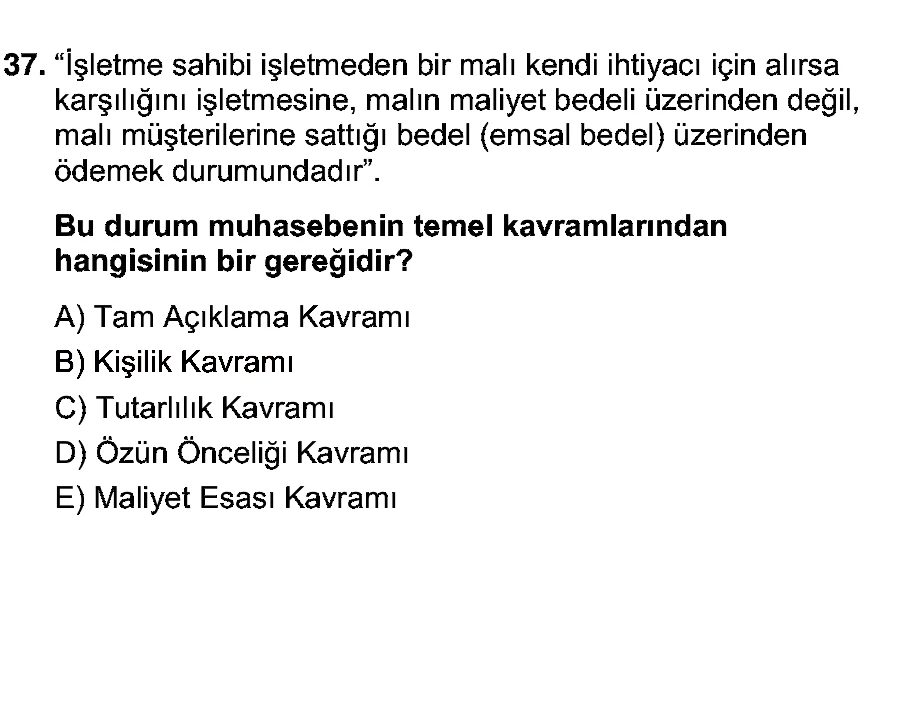 37. “İşletme sahibi işletmeden bir malı kendi ihtiyacı için alırsa
karşılığını işletmesine, malın maliyet bedeli üzerinden değil,
malı müşterilerine sattığı bedel (emsal bedel) üzerinden
ödemek durumundadır”.
Bu durum muhasebenin temel kavramlarından
hangisinin bir gereğidir?
A) Tam Açıklama Kavramı
B) Kişilik Kavramı
C) Tutarlılık Kavramı
D) Özün Önceliği Kavramı
E) Maliyet Esası Kavramı